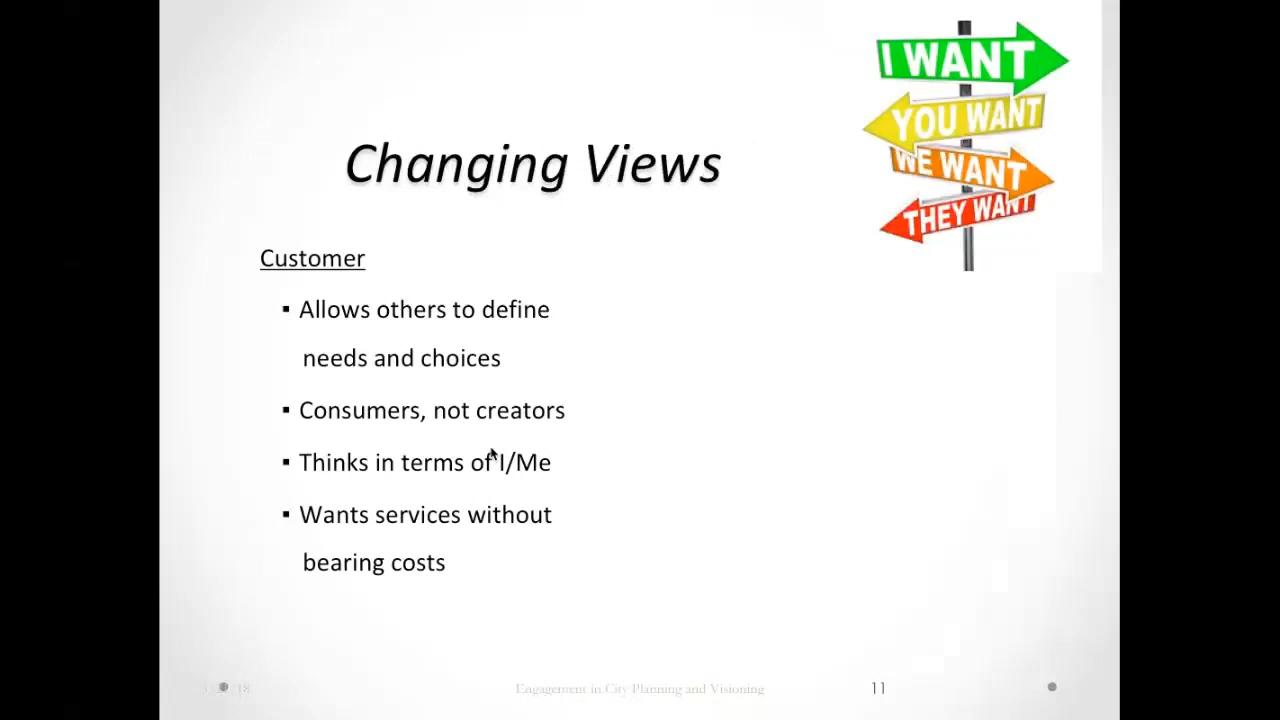 I WANT
YOU WANT
WE WANT
THEY WANT
Changing Views
Customer
▪ Allows others to define
needs and choices
▪ Consumers, not creators
▪ Thinks in terms of I/Me
▪ Wants services without
bearing costs
Engagement in City Planning and Visioning
11